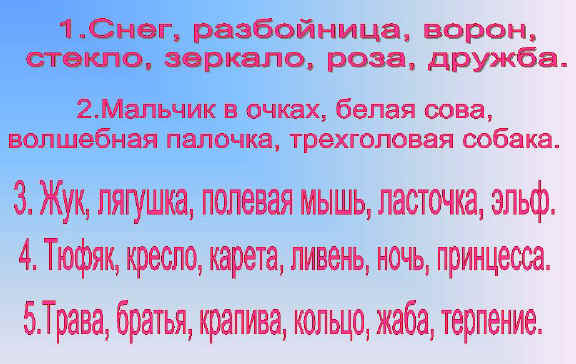 1.Снег, разбойница, ворон,
стекло, зеркало, роза, дружба.
2.Мальчик в очках, белая сова,
волшебная палочка, трехголовая собака.
3. Жук, лягушка, полевая мышь, ласточка, эльф.
4. Тюфяк, кресло, карета, ливень, ночь, принцесса.
5.Трава, братья, крапива, кольцо, жаба, терпение.